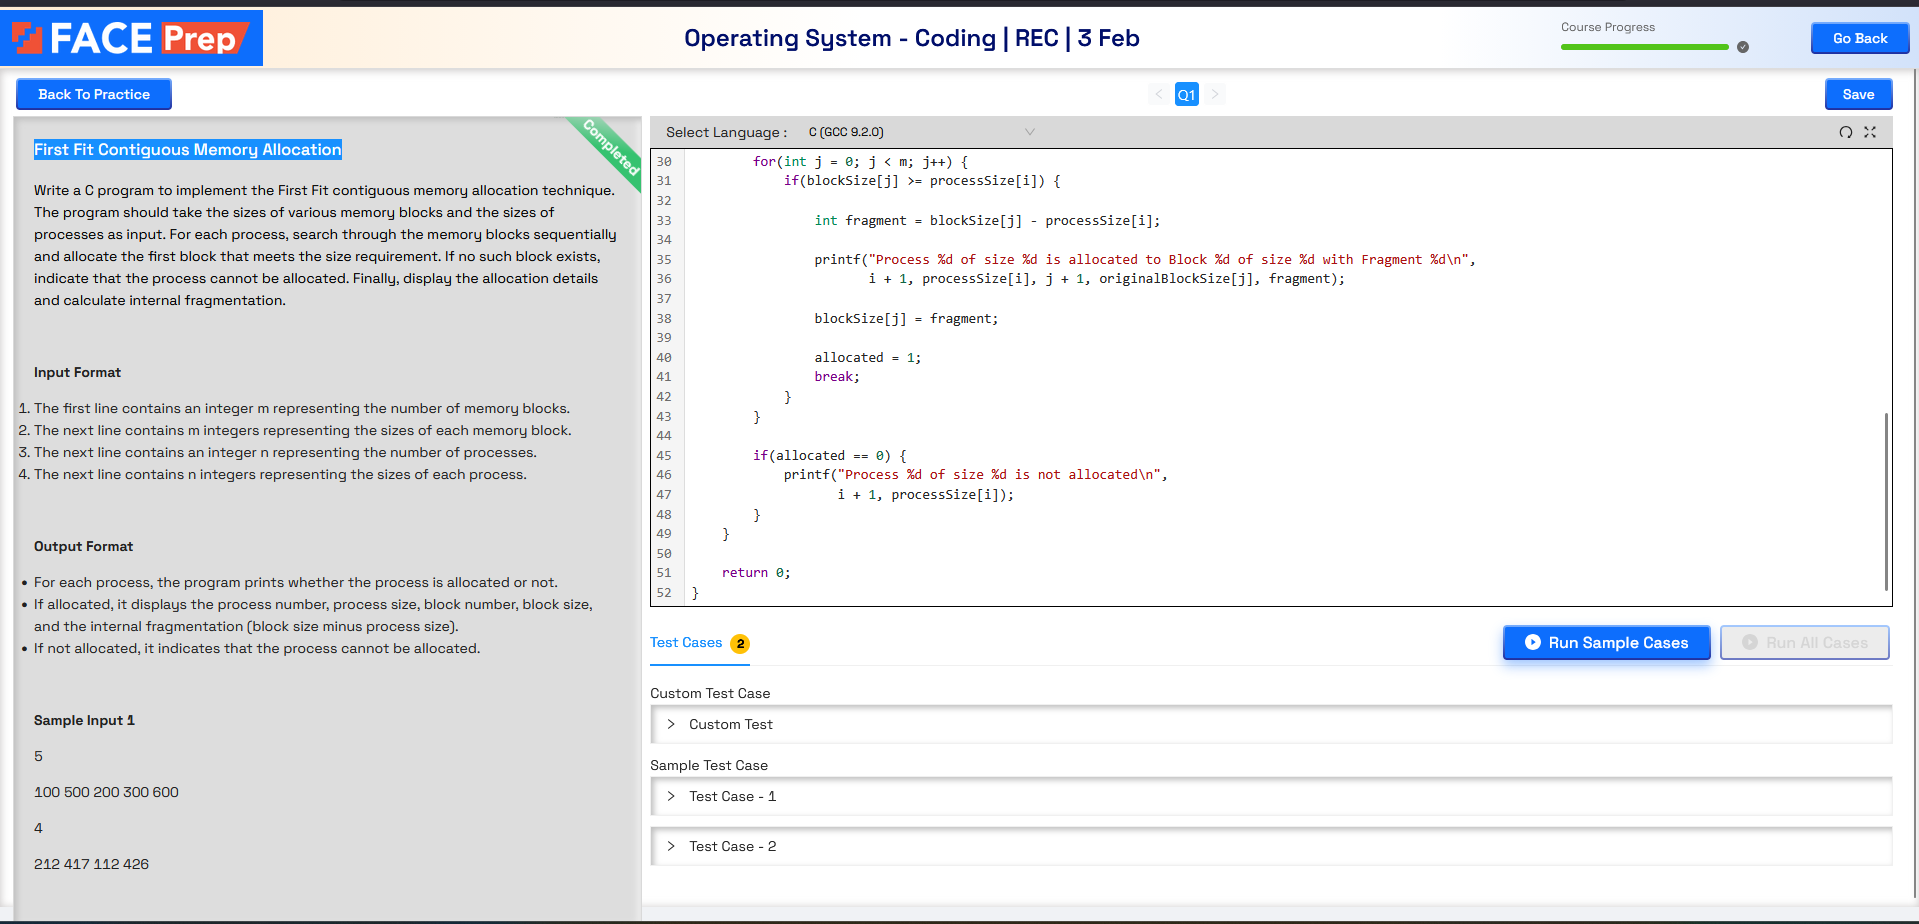 FACE Prep
Operating System - Coding | REC | 3 Feb
Course Progress
Go Back
Back To Practice
< Q1 >
Save
Completed
First Fit Contiguous Memory Allocation
Write a C program to implement the First Fit contiguous memory allocation technique.
The program should take the sizes of various memory blocks and the sizes of
processes as input. For each process, search through the memory blocks sequentially
and allocate the first block that meets the size requirement. If no such block exists,
indicate that the process cannot be allocated. Finally, display the allocation details
and calculate internal fragmentation.
Input Format
1. The first line contains an integer m representing the number of memory blocks.
2. The next line contains m integers representing the sizes of each memory block.
3. The next line contains an integer n representing the number of processes.
4. The next line contains n integers representing the sizes of each process.
Output Format
• For each process, the program prints whether the process is allocated or not.
• If allocated, it displays the process number, process size, block number, block size,
and the internal fragmentation (block size minus process size).
• If not allocated, it indicates that the process cannot be allocated.
Sample Input 1
5
100 500 200 300 600
4
212 417 112 426
Select Language : C (GCC 9.2.0)
30 for(int j = 0; j < m; j++) {
31 if(blockSize[j] >= processSize[i]) {
32
33 int fragment = blockSize[j] - processSize[i];
34
35 printf("Process %d of size %d is allocated to Block %d of size %d with Fragment %d\n",
36 i + 1, processSize[i], j + 1, originalBlockSize[j], fragment);
37
38 blockSize[j] = fragment;
39
40 allocated = 1;
41 break;
42 }
43 }
44
45 if(allocated == 0) {
46 printf("Process %d of size %d is not allocated\n",
47 i + 1, processSize[i]);
48 }
49 }
50
51 return 0;
52 }
Test Cases 2
Run Sample Cases
Run All Cases
Custom Test Case
> Custom Test
Sample Test Case
> Test Case - 1
> Test Case - 2